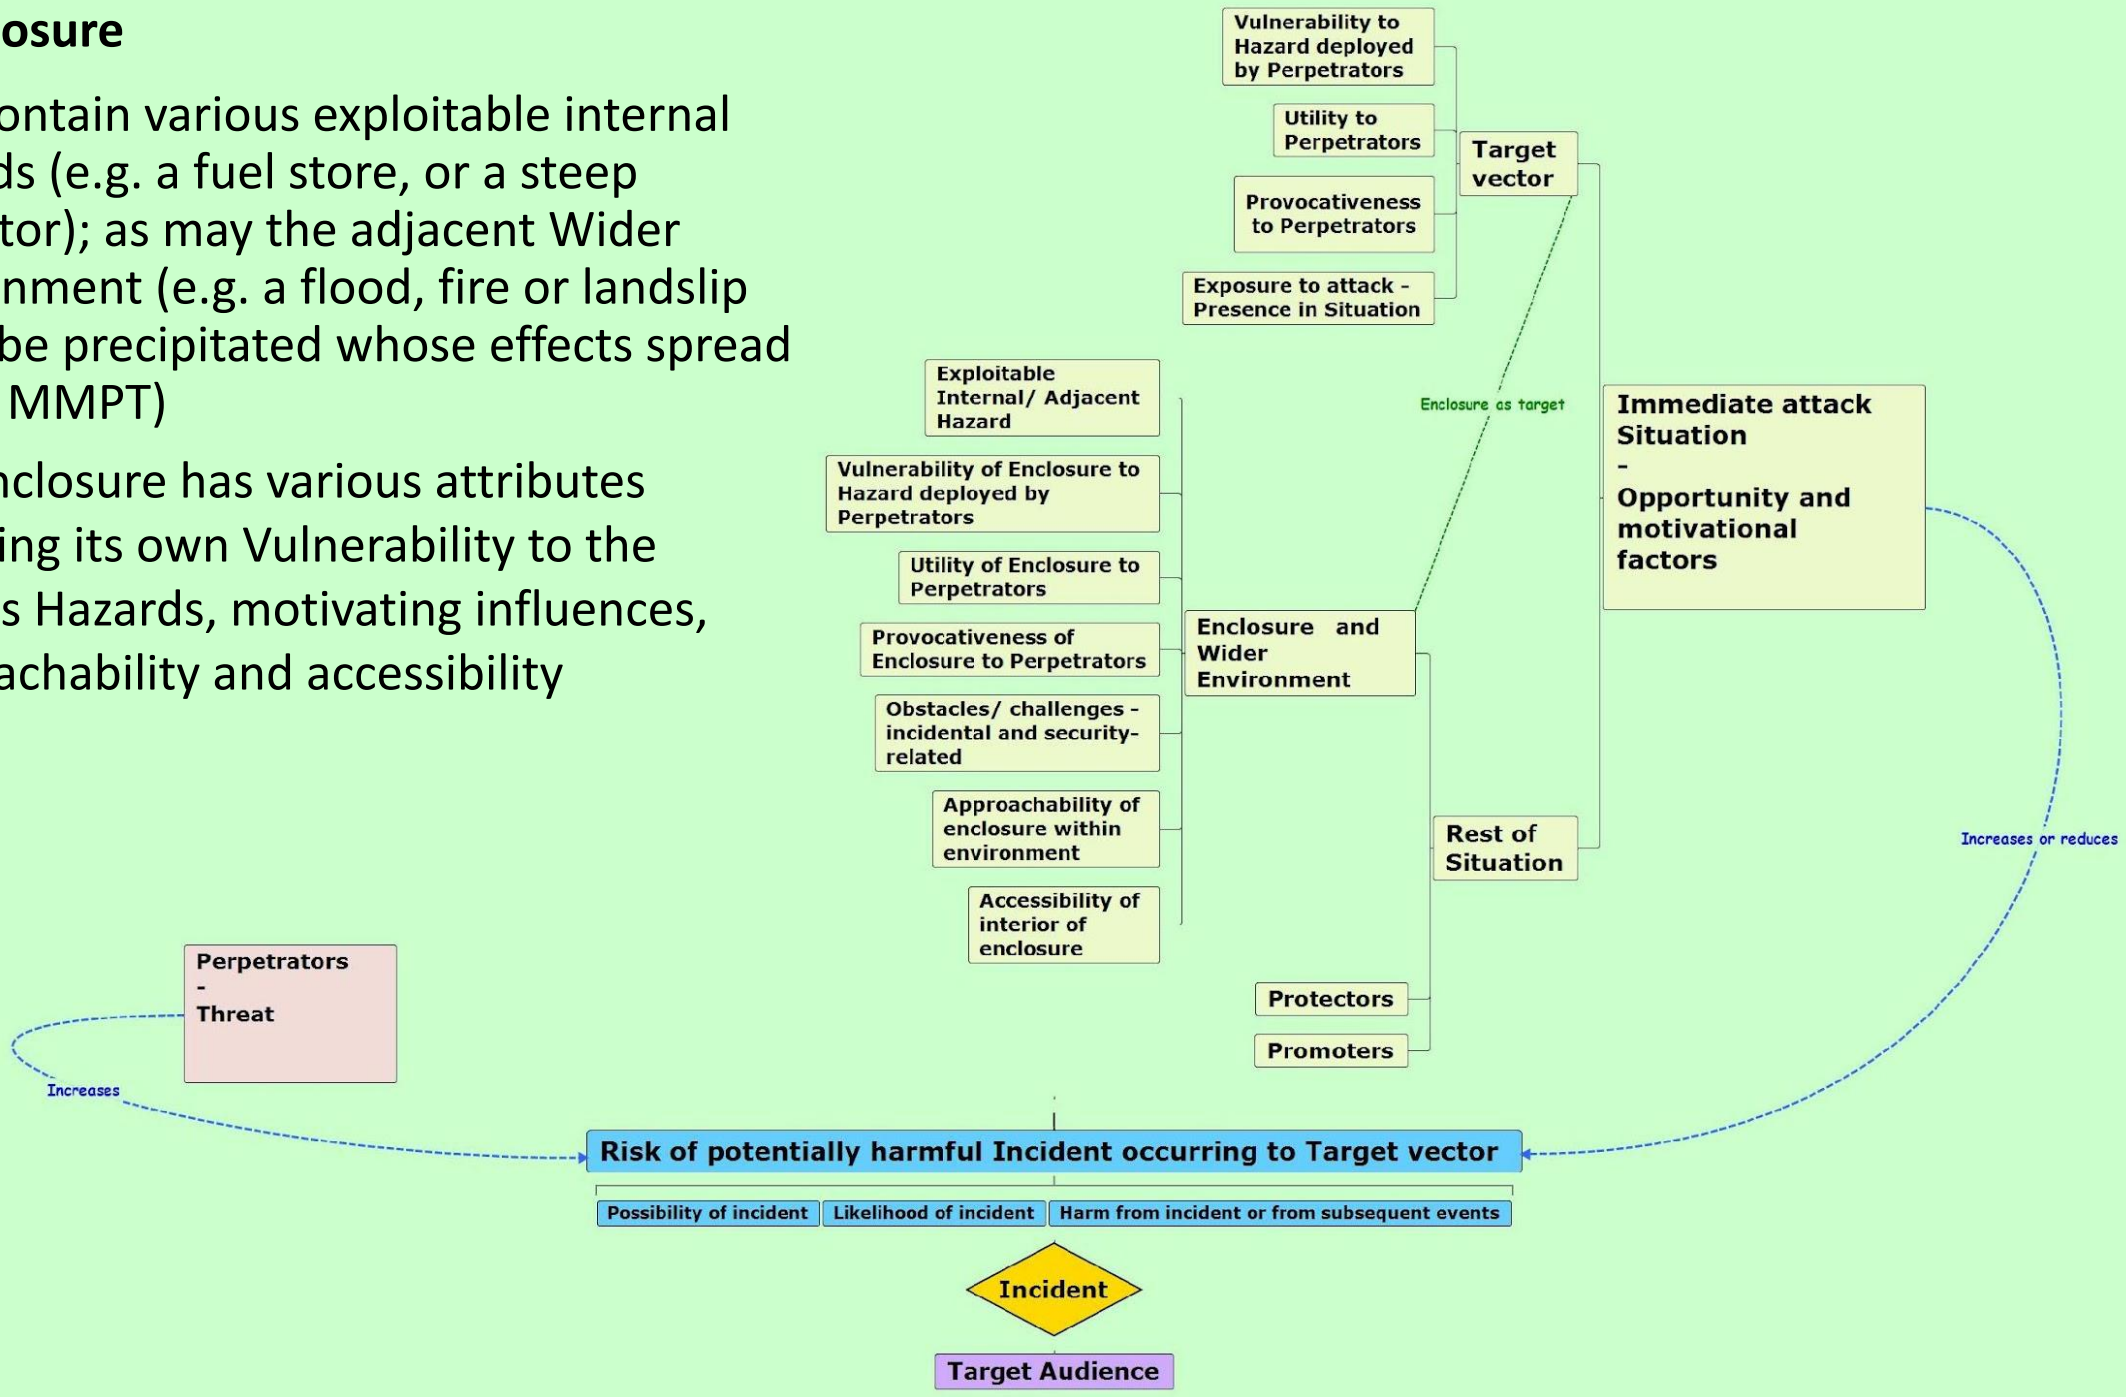 osure
ontain various exploitable internal
ds (e.g. a fuel store, or a steep
tor); as may the adjacent Wider
nment (e.g. a flood, fire or landslip
be precipitated whose effects spread
MMPT)
nclosure has various attributes
ing its own Vulnerability to the
s Hazards, motivating influences,
achability and accessibility
Vulnerability to
Hazard deployed
by Perpetrators
Utility to
Perpetrators
Provocativeness
to Perpetrators
Exposure to attack -
Presence in Situation
Target
vector
Enclosure as target
Immediate attack
Situation
-
Opportunity and
motivational
factors
Exploitable
Internal/ Adjacent
Hazard
Vulnerability of Enclosure to
Hazard deployed by
Perpetrators
Utility of Enclosure to
Perpetrators
Provocativeness of
Enclosure to Perpetrators
Obstacles/ challenges -
incidental and security-
related
Approachability of
enclosure within
environment
Accessibility of
interior of
enclosure
Enclosure and
Wider
Environment
Rest of
Situation
Protectors
Promoters
Increases or reduces
Perpetrators
-
Threat
Increases
Risk of potentially harmful Incident occurring to Target vector
Possibility of incident
Likelihood of incident
Harm from incident or from subsequent events
Incident
Target Audience